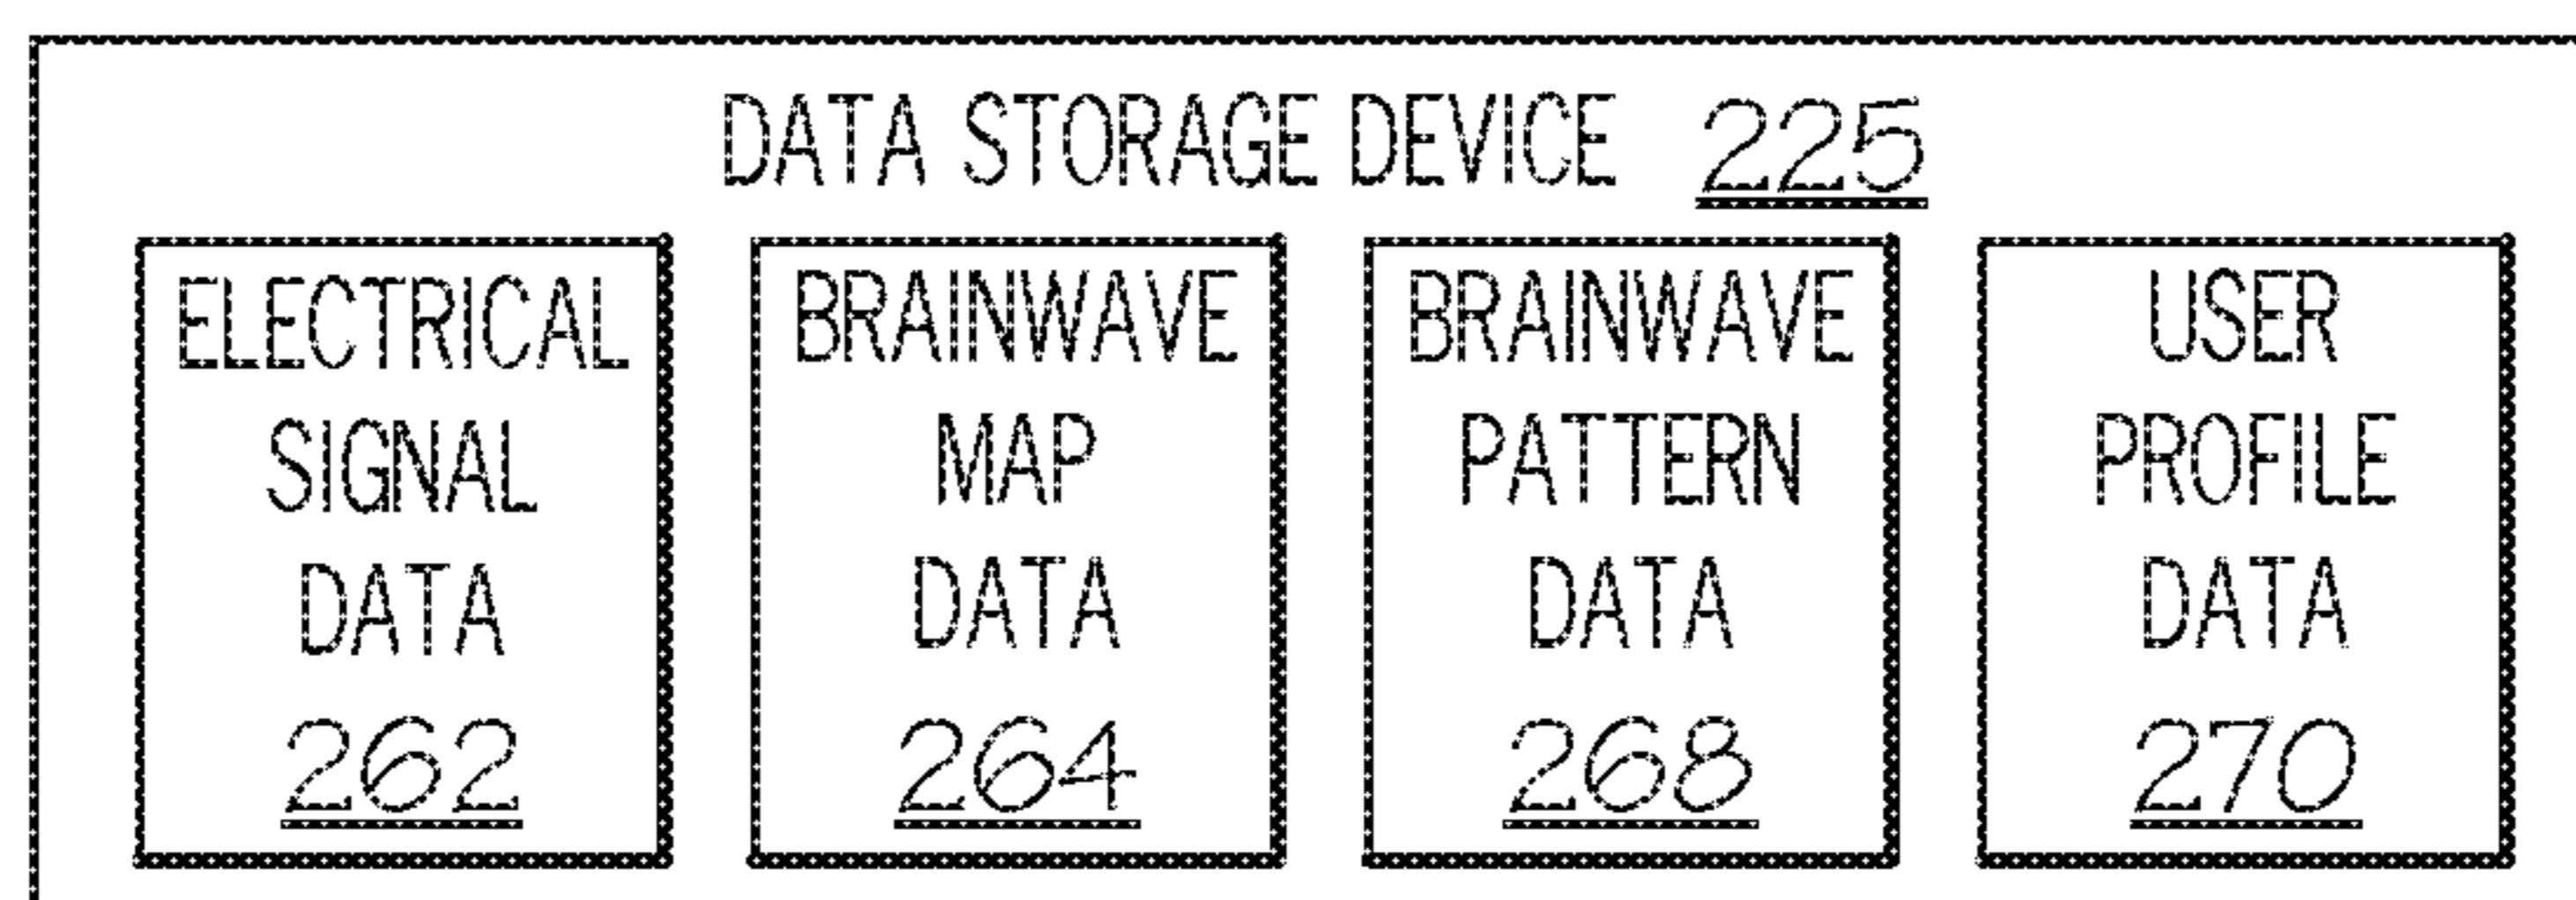 DATA STORAGE DEVICE 225
ELECTRICAL
SIGNAL
DATA
262
BRAINWAVE
MAP
DATA
264
BRAINWAVE
PATTERN
DATA
268
USER
PROFILE
DATA
270